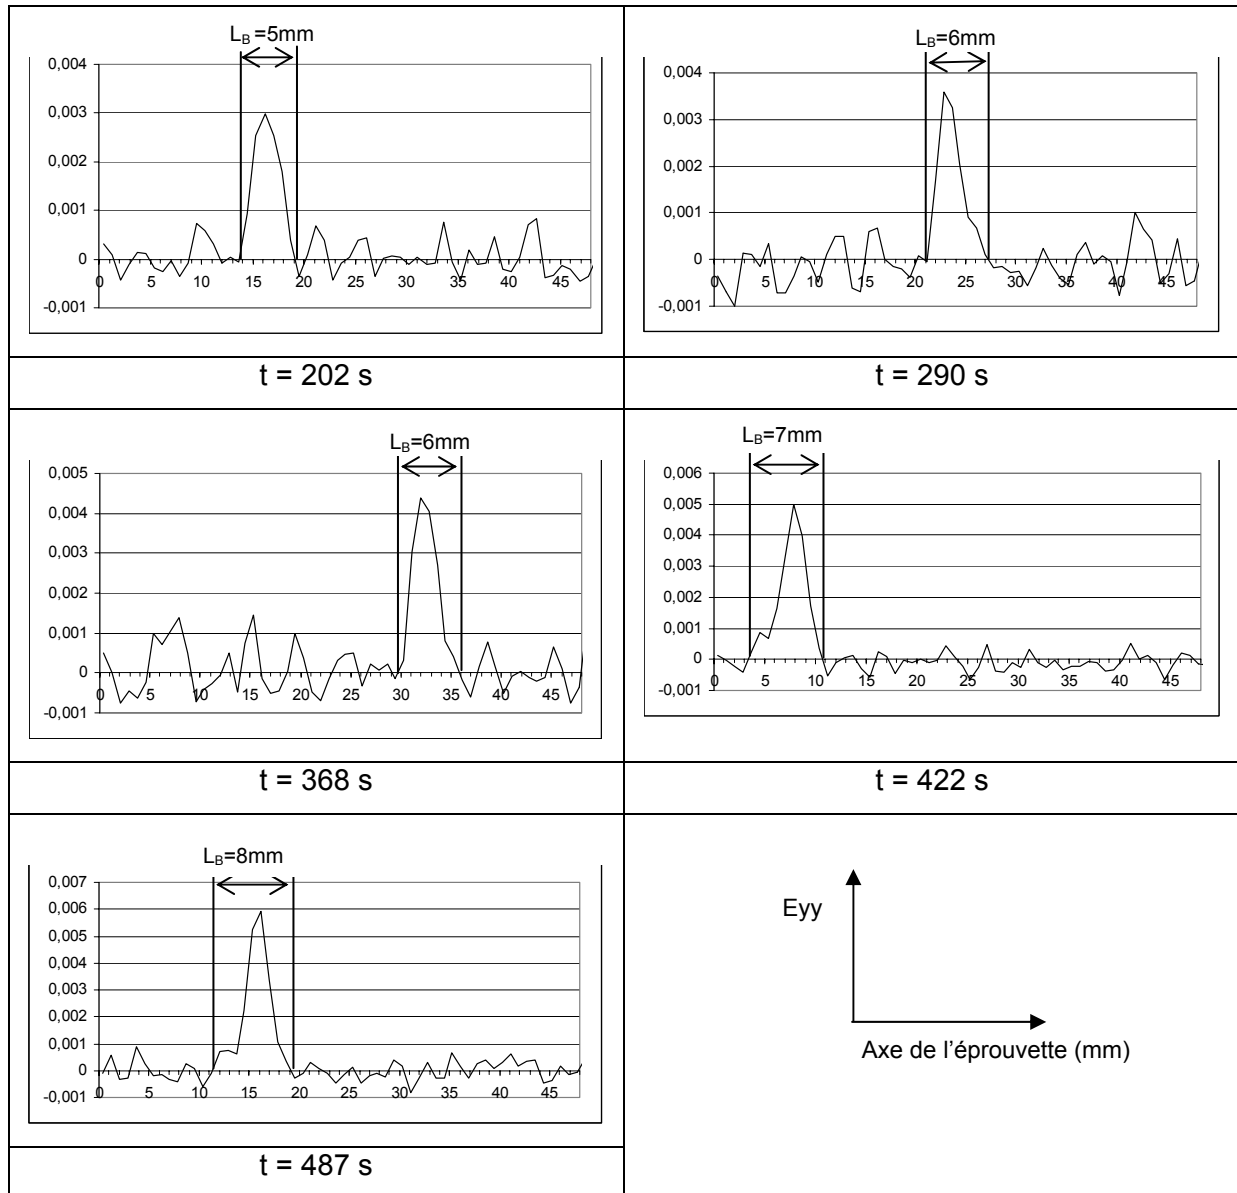 L_B=5mm
0,004
0,003
0,002
0,001
0
-0,001
0 5 10 15 20 25 30 35 40 45
t = 202 s
L_B=6mm
0,004
0,003
0,002
0,001
0
-0,001
0 5 10 15 20 25 30 35 40 45
t = 290 s
L_B=6mm
0,005
0,004
0,003
0,002
0,001
0
-0,001
0 5 10 15 20 25 30 35 40 45
t = 368 s
L_B=7mm
0,006
0,005
0,004
0,003
0,002
0,001
0
-0,001
0 5 10 15 20 25 30 35 40 45
t = 422 s
L_B=8mm
0,007
0,006
0,005
0,004
0,003
0,002
0,001
0
-0,001
0 5 10 15 20 25 30 35 40 45
t = 487 s
Eyy
Axe de l'éprouvette (mm)